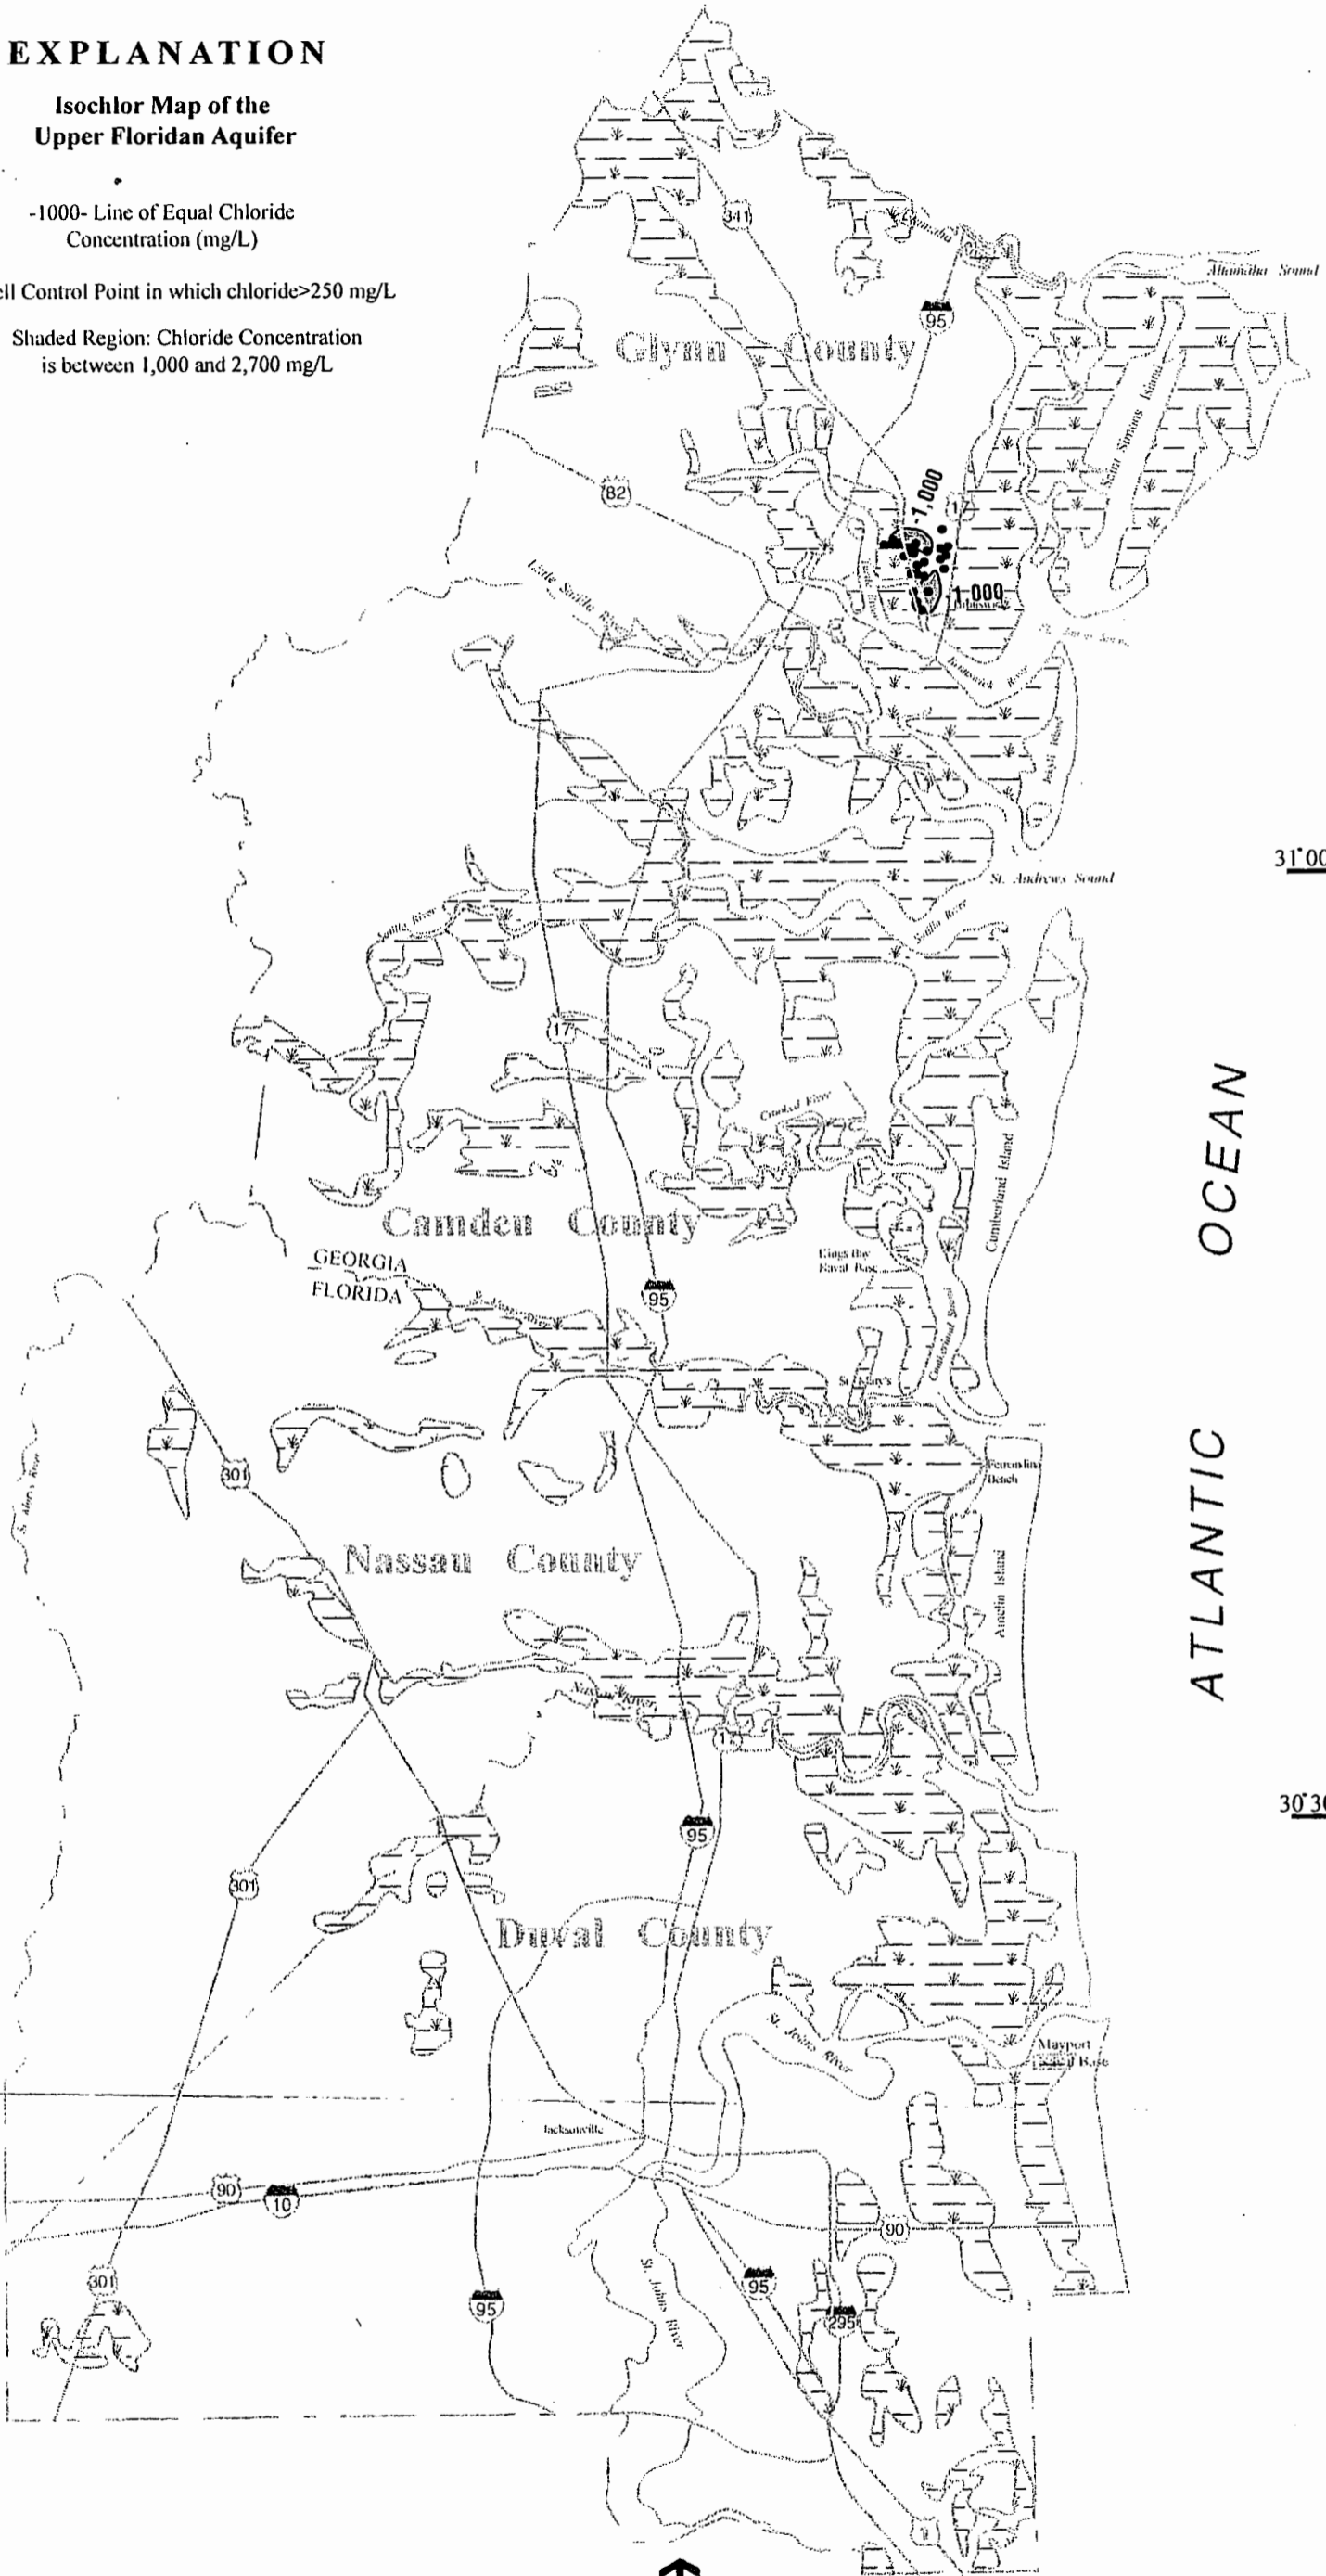 EXPLANATION
Isochlor Map of the
Upper Floridan Aquifer
-1000- Line of Equal Chloride
Concentration (mg/L)
ell Control Point in which chloride>250 mg/L
Shaded Region: Chloride Concentration
is between 1,000 and 2,700 mg/L
341
Altamaha Sound
95
Glynn County
Saint Simons Island
82
-1,000
17
1,000
Little Satilla
31°00
St. Andrews Sound
Satilla River
Satilla River
17
Crooked River
Cumberland Island
OCEAN
Camden County
GEORGIA
FLORIDA
Kings Bay
Naval Base
95
Cumberland Sound
St. Mary's
301
Fernandina
Beach
ATLANTIC
Nassau County
Amelia Island
Nassau River
17
30°30
95
301
Duval County
St. Johns River
Mayport
Naval Base
Jacksonville
90
10
90
301
St. Johns River
95
95
295